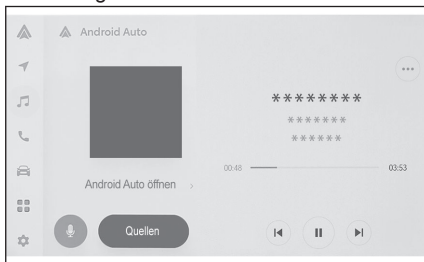 Android Auto
********
*******
******
00:48
03:53
Android Auto öffnen
Quellen